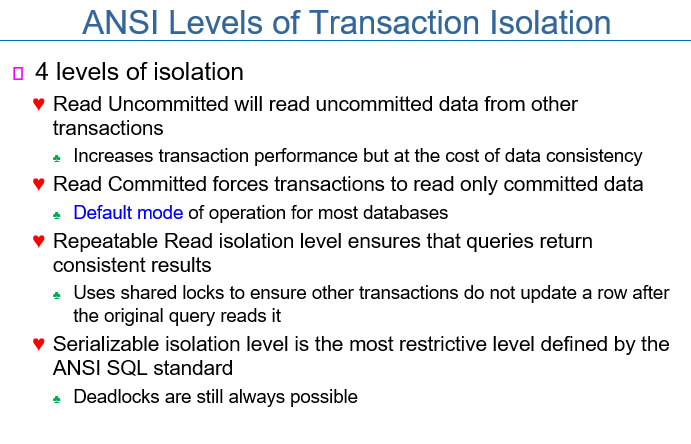 ANSI Levels of Transaction Isolation
4 levels of isolation
♥ Read Uncommitted will read uncommitted data from other
transactions
♣ Increases transaction performance but at the cost of data consistency
♥ Read Committed forces transactions to read only committed data
♣ Default mode of operation for most databases
♥ Repeatable Read isolation level ensures that queries return
consistent results
♣ Uses shared locks to ensure other transactions do not update a row after
the original query reads it
♥ Serializable isolation level is the most restrictive level defined by the
ANSI SQL standard
♣ Deadlocks are still always possible